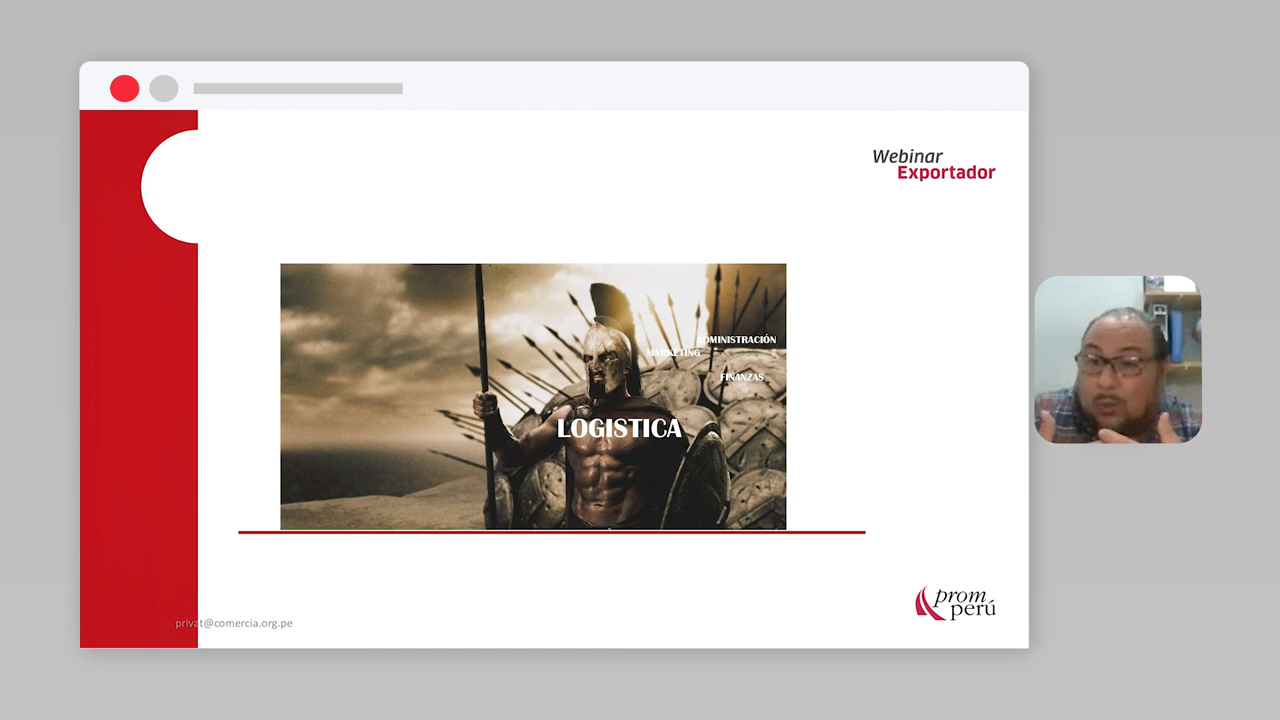 Webinar
Exportador
ADMINISTRACIÓN
MARKETING
FINANZAS
LOGISTICA
prom
perú
privat@comercia.org.pe